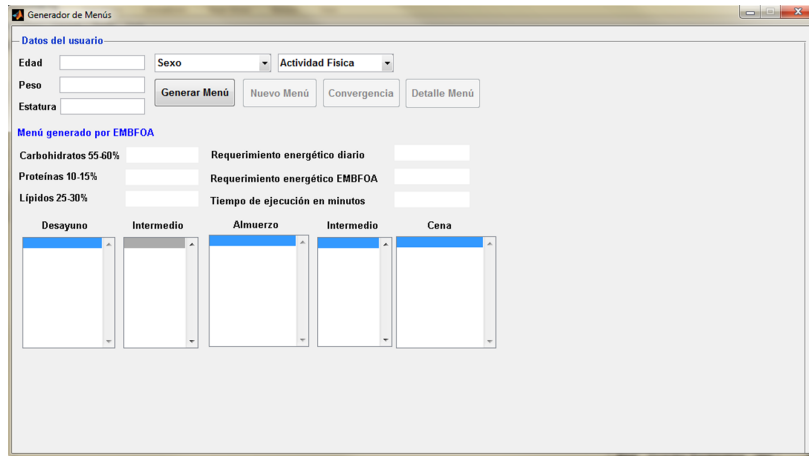 Generador de Menús
Datos del usuario
Edad Sexo Actividad Física
Peso Generar Menú Nuevo Menú Convergencia Detalle Menú
Estatura
Menú generado por EMBFOA
Carbohidratos 55-60% Requerimiento energético diario
Proteínas 10-15% Requerimiento energético EMBFOA
Lípidos 25-30% Tiempo de ejecución en minutos
Desayuno Intermedio Almuerzo Intermedio Cena